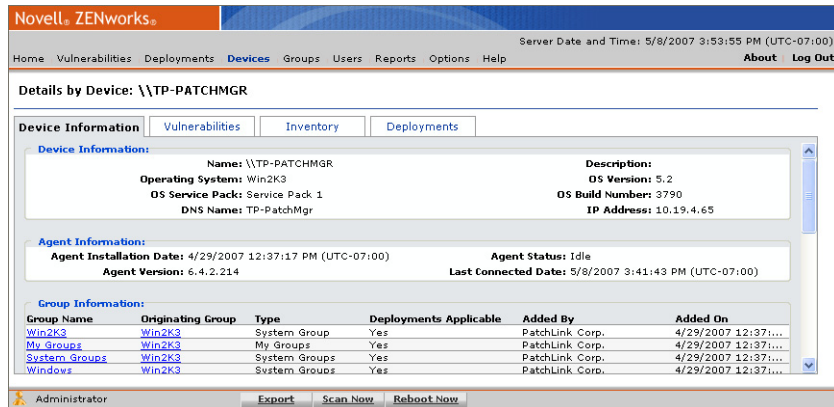 Novell® ZENworks®
Server Date and Time: 5/8/2007 3:53:55 PM (UTC-07:00)
Home Vulnerabilities Deployments Devices Groups Users Reports Options Help About Log Out
Details by Device: \\TP-PATCHMGR
Device Information Vulnerabilities Inventory Deployments
Device Information:
Name: \\TP-PATCHMGR Description:
Operating System: Win2K3 OS Version: 5.2
OS Service Pack: Service Pack 1 OS Build Number: 3790
DNS Name: TP-PatchMgr IP Address: 10.19.4.65
Agent Information:
Agent Installation Date: 4/29/2007 12:37:17 PM (UTC-07:00) Agent Status: Idle
Agent Version: 6.4.2.214 Last Connected Date: 5/8/2007 3:41:43 PM (UTC-07:00)
Group Information:
Group Name Originating Group Type Deployments Applicable Added By Added On
Win2K3 Win2K3 System Group Yes PatchLink Corp. 4/29/2007 12:37:...
My Groups Win2K3 My Groups Yes PatchLink Corp. 4/29/2007 12:37:...
System Groups Win2K3 System Groups Yes PatchLink Corp. 4/29/2007 12:37:...
Windows Win2K3 System Groups Yes PatchLink Corp. 4/29/2007 12:37:...
Administrator Export Scan Now Reboot Now